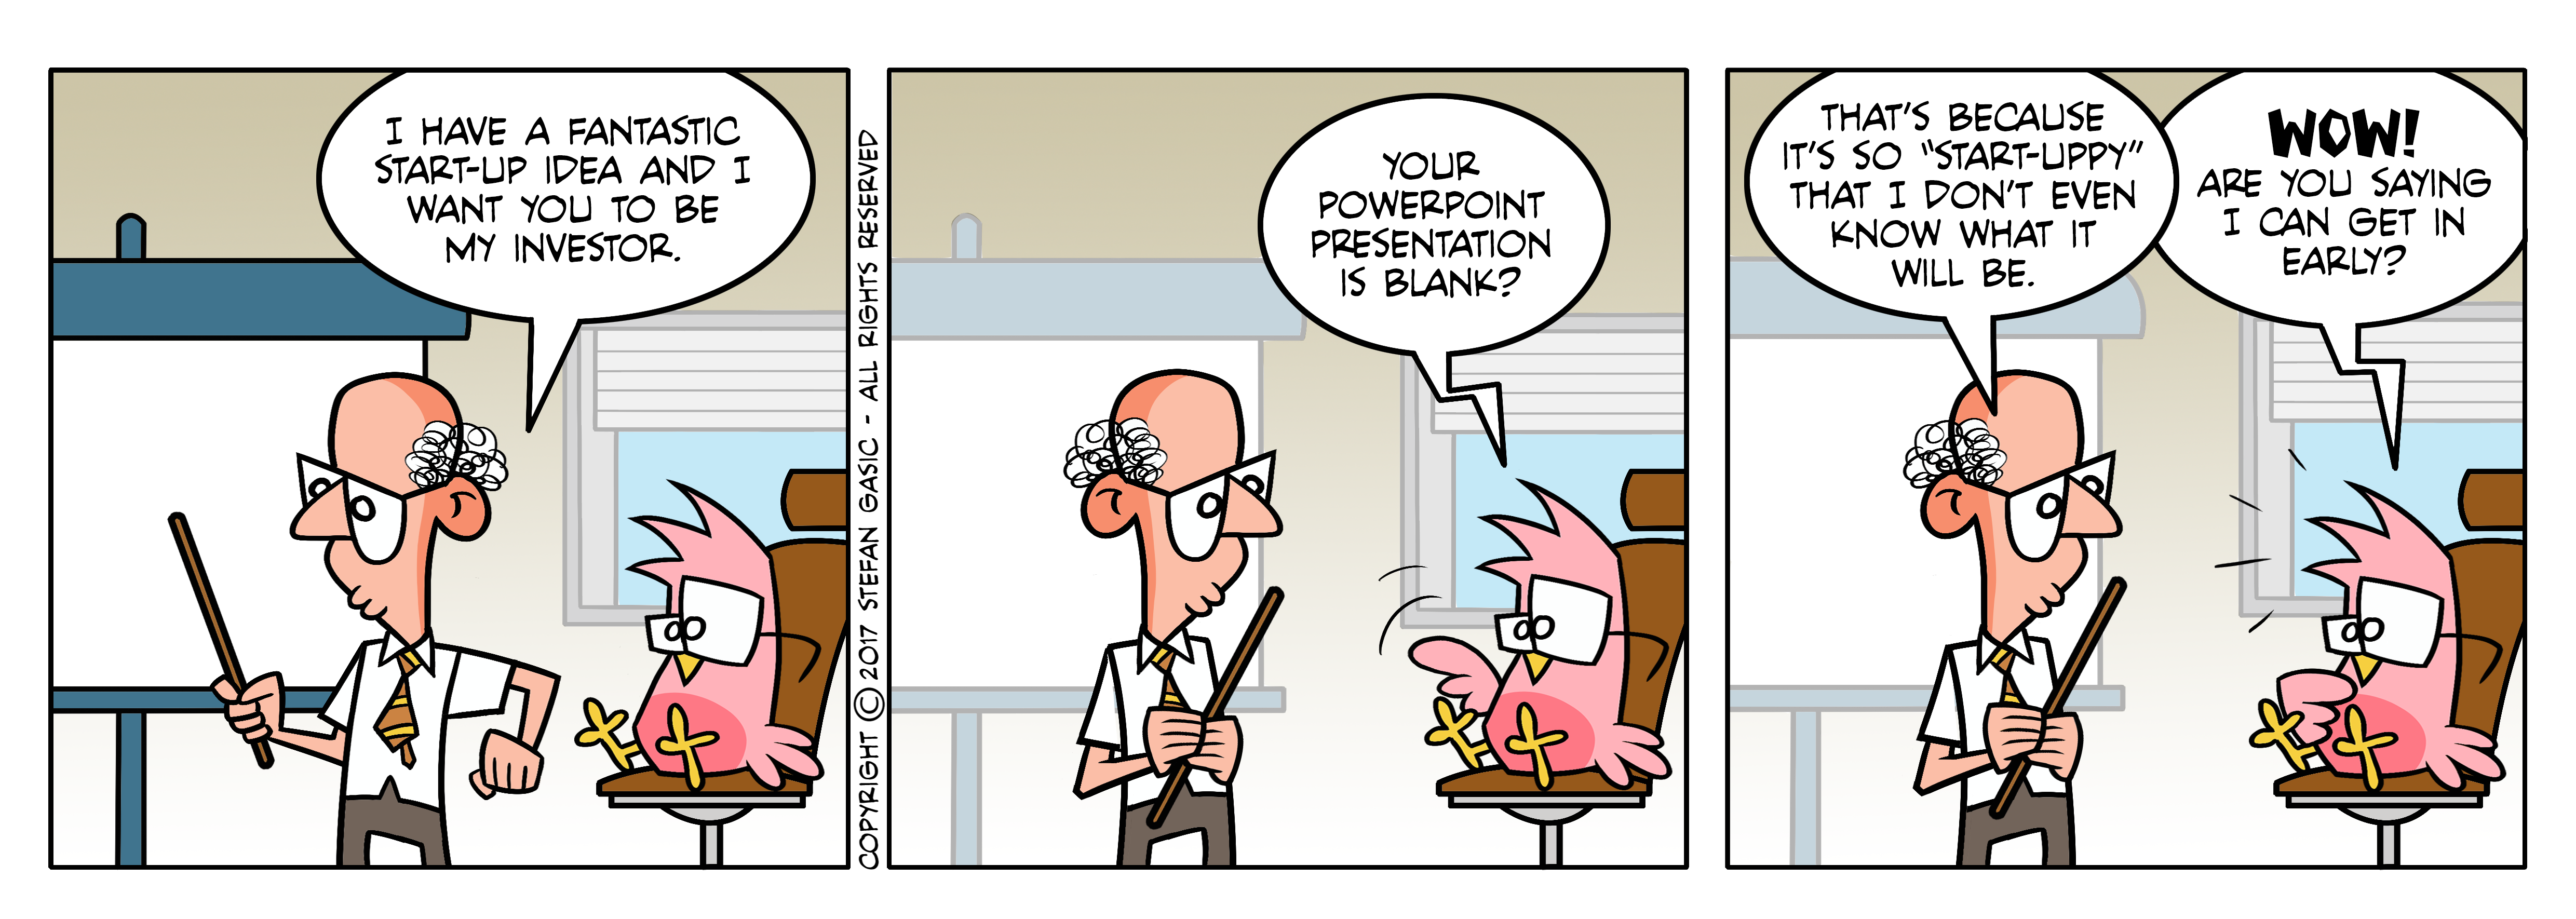 I HAVE A FANTASTIC
START-UP IDEA AND I
WANT YOU TO BE
MY INVESTOR.
COPYRIGHT © 2017 STEFAN GASIC - ALL RIGHTS RESERVED
YOUR
POWERPOINT
PRESENTATION
IS BLANK?
THAT'S BECAUSE
IT'S SO "START-UPPY"
THAT I DON'T EVEN
KNOW WHAT IT
WILL BE.
WOW!
ARE YOU SAYING
I CAN GET IN
EARLY?